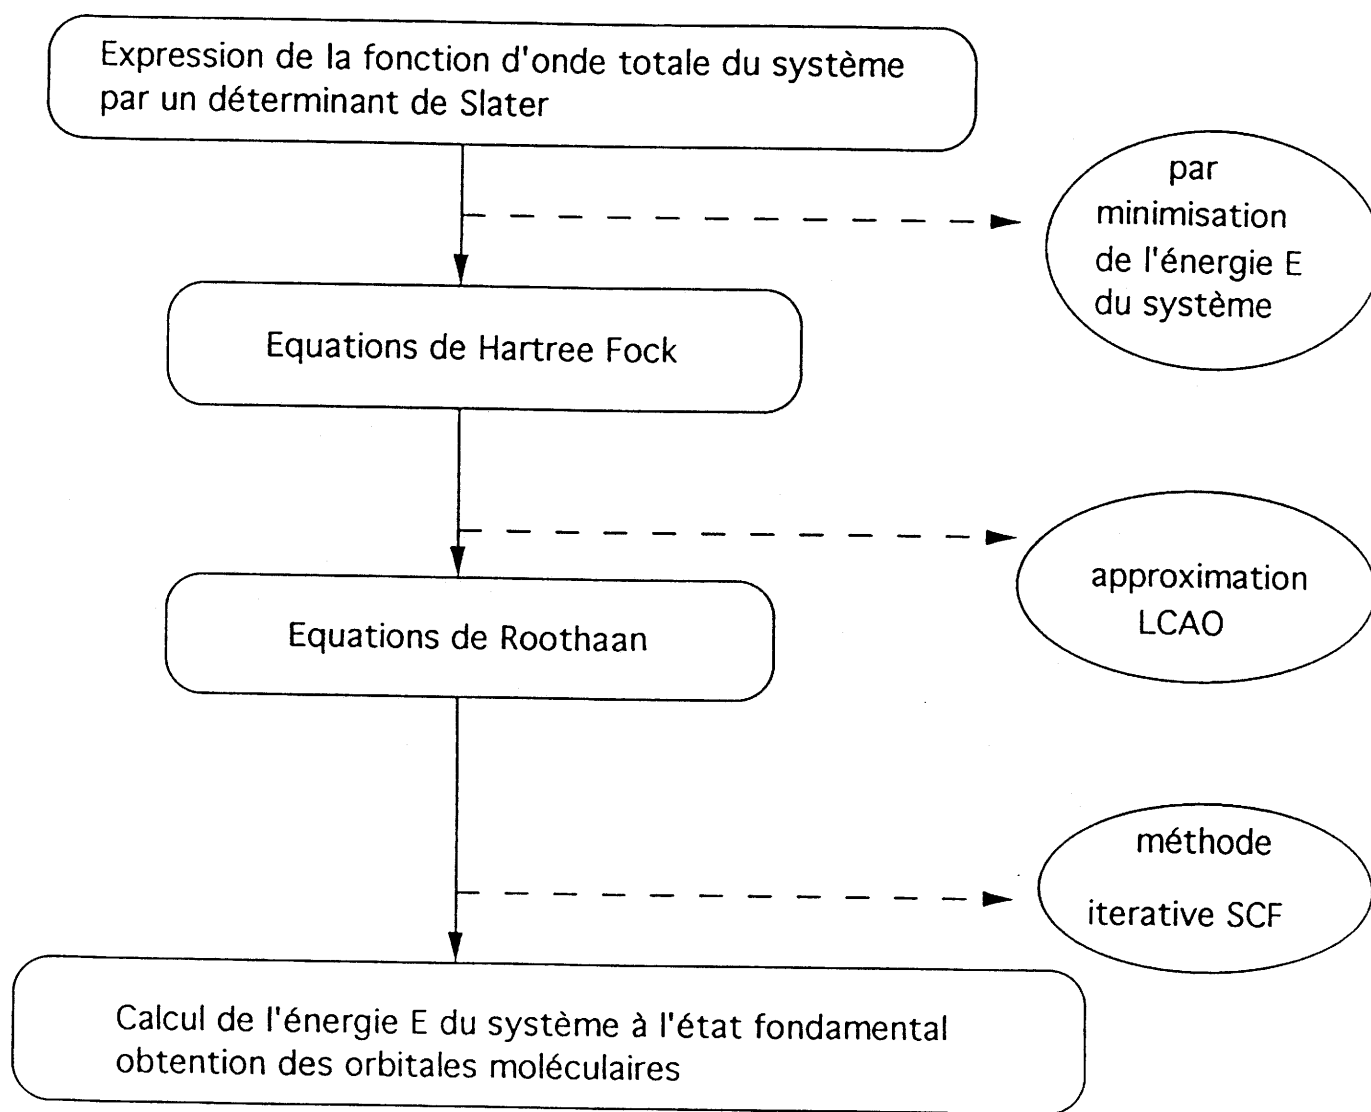 Expression de la fonction d'onde totale du système
par un déterminant de Slater
par
minimisation
de l'énergie E
du système
Equations de Hartree Fock
approximation
LCAO
Equations de Roothaan
méthode
iterative SCF
Calcul de l'énergie E du système à l'état fondamental
obtention des orbitales moléculaires